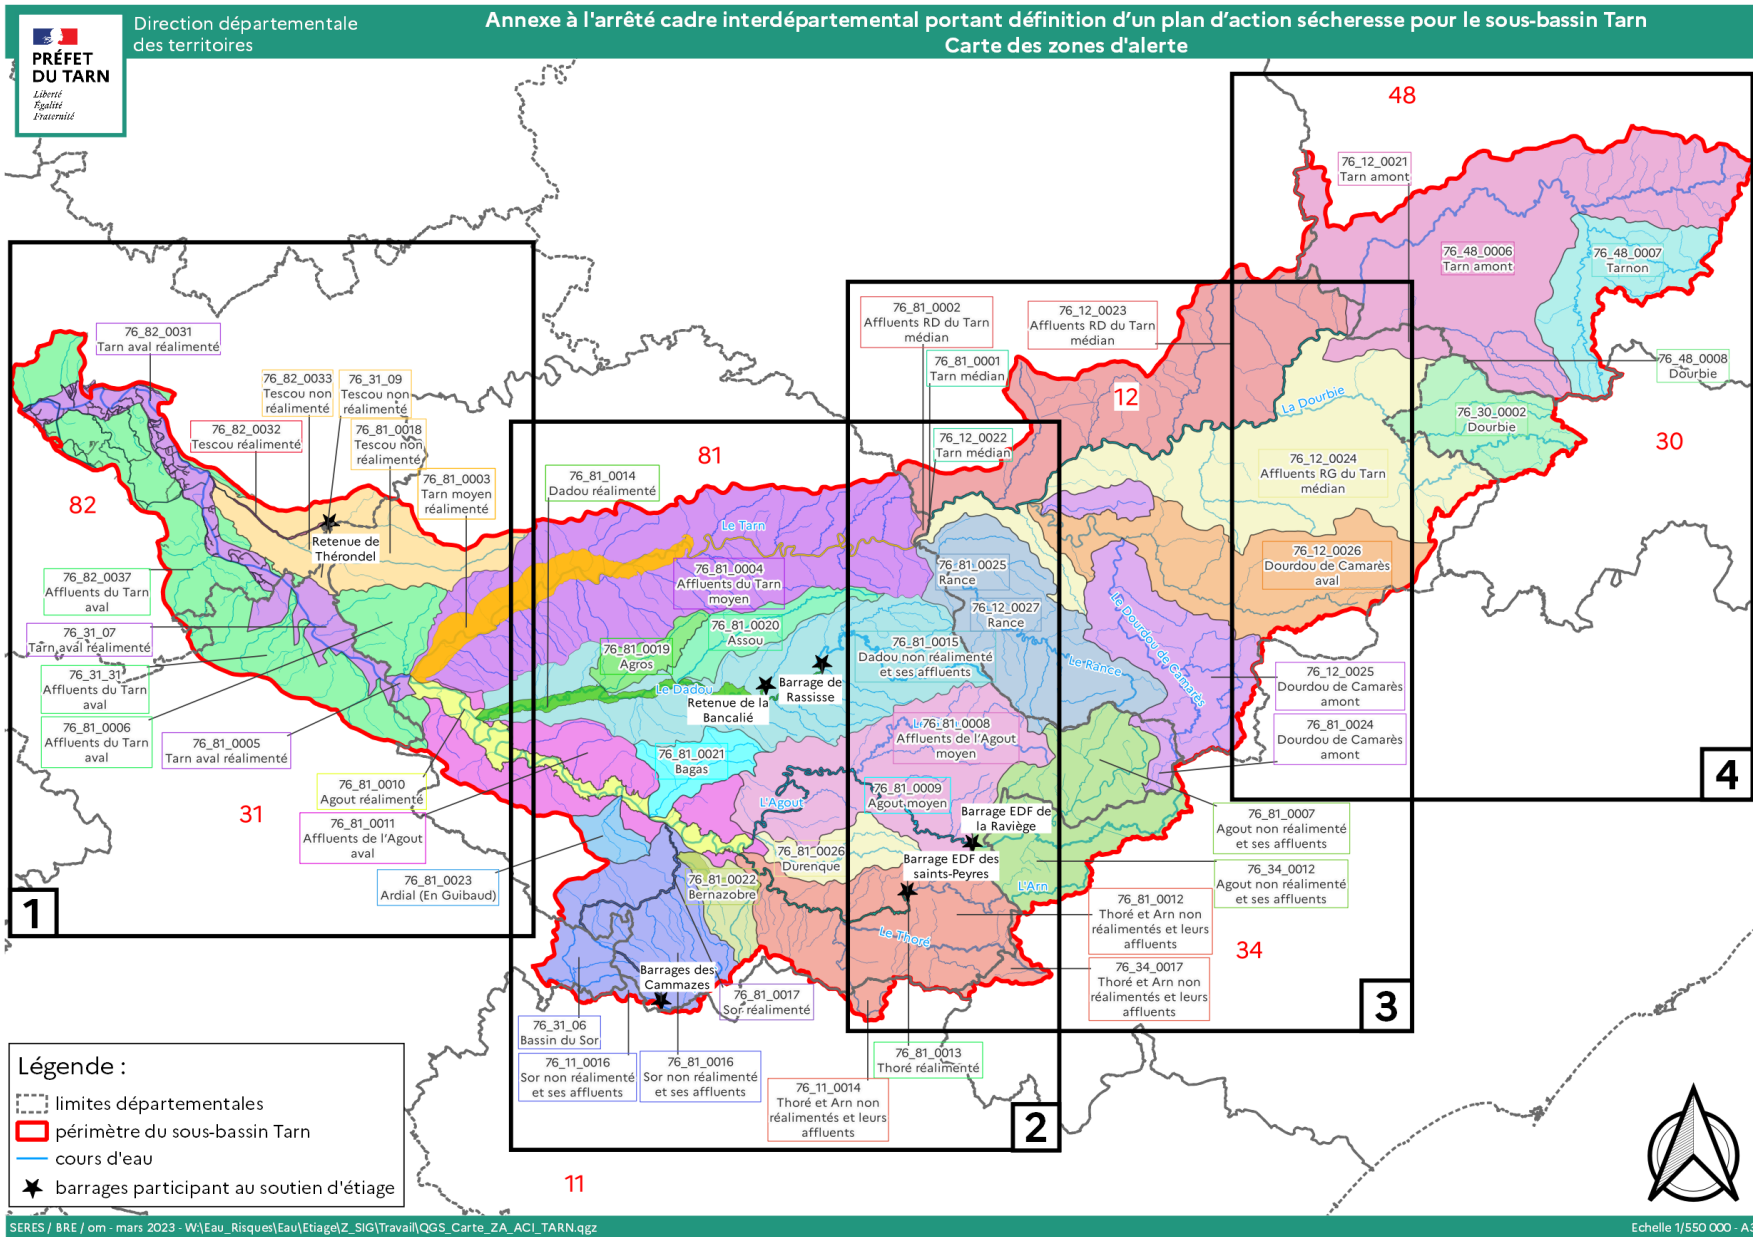 Direction départementale
des territoires
Annexe à l'arrêté cadre interdépartemental portant définition d'un plan d'action sécheresse pour le sous-bassin Tarn
Carte des zones d'alerte
PRÉFET
DU TARN
Liberté
Égalité
Fraternité
48
76_12_0021
Tarn amont
76_48_0006
Tarn amont
76_48_0007
Tarnon
76_81_0002
Affluents RD du Tarn
médian
76_12_0023
Affluents RD du Tarn
médian
76_82_0031
Tarn aval réalimenté
76_81_0001
Tarn médian
76_48_0008
Dourbie
76_82_0033
Tescou non
réalimenté
76_31_09
Tescou non
réalimenté
12
La Dourbie
76_30_0002
Dourbie
76_82_0032
Tescou réalimenté
76_81_0018
Tescou non
réalimenté
76_12_0022
Tarn médian
30
81
76_12_0024
Affluents RG du Tarn
médian
76_81_0014
Dadou réalimenté
76_81_0003
Tarn moyen
réalimenté
82
Le Tarn
Retenue de
Thérondel
76_12_0026
Dourdou de Camarès
aval
76_81_0004
Affluents du Tarn
moyen
76_81_0025
Rance
76_82_0037
Affluents du Tarn
aval
76_12_0027
Rance
Le Dourdou de Camarès
76_81_0020
Assou
76_31_07
Tarn aval réalimenté
76_81_0019
Agros
76_81_0015
Dadou non réalimenté
et ses affluents
Le Rance
76_31_31
Affluents du Tarn
aval
Barrage de
Rassisse
Le Dadou
Retenue de la
Bancalié
76_12_0025
Dourdou de Camarès
amont
76_81_0006
Affluents du Tarn
aval
76_81_0005
Tarn aval réalimenté
76_81_0008
Affluents de l'Agout
moyen
76_81_0024
Dourdou de Camarès
amont
76_81_0021
Bagas
4
76_81_0010
Agout réalimenté
L'Agout
76_81_0009
Agout moyen
31
Barrage EDF de
la Raviège
76_81_0007
Agout non réalimenté
et ses affluents
76_81_0011
Affluents de l'Agout
aval
76_81_0026
Durenque
Barrage EDF des
saints-Peyres
76_34_0012
Agout non réalimenté
et ses affluents
76_81_0023
Ardial (En Guibaud)
76_81_0022
Bernazobre
L'Arn
1
76_81_0012
Thoré et Arn non
réalimentés et leurs
affluents
Le Thoré
34
Barrages des
Cammazes
76_34_0017
Thoré et Arn non
réalimentés et leurs
affluents
76_81_0017
Sor réalimenté
3
76_31_06
Bassin du Sor
76_81_0013
Thoré réalimenté
76_11_0016
Sor non réalimenté
et ses affluents
76_81_0016
Sor non réalimenté
et ses affluents
76_11_0014
Thoré et Arn non
réalimentés et leurs
affluents
2
Légende :
limites départementales
périmètre du sous-bassin Tarn
cours d'eau
barrages participant au soutien d'étiage
11
SERES / BRE / om - mars 2023 - W:\Eau_Risques\Eau\Etiage\Z_SIG\Travail\QGS_Carte_ZA_ACI_TARN.qgz
Echelle 1/550 000 - A3